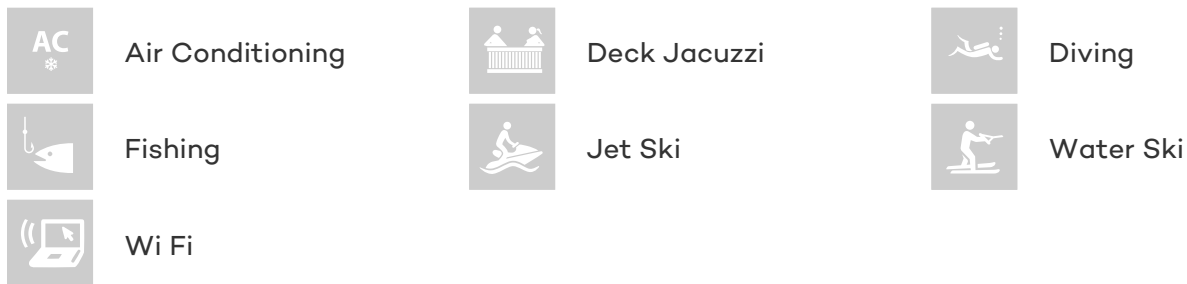 AC
Air Conditioning
Deck Jacuzzi
Diving
Fishing
Jet Ski
Water Ski
Wi Fi